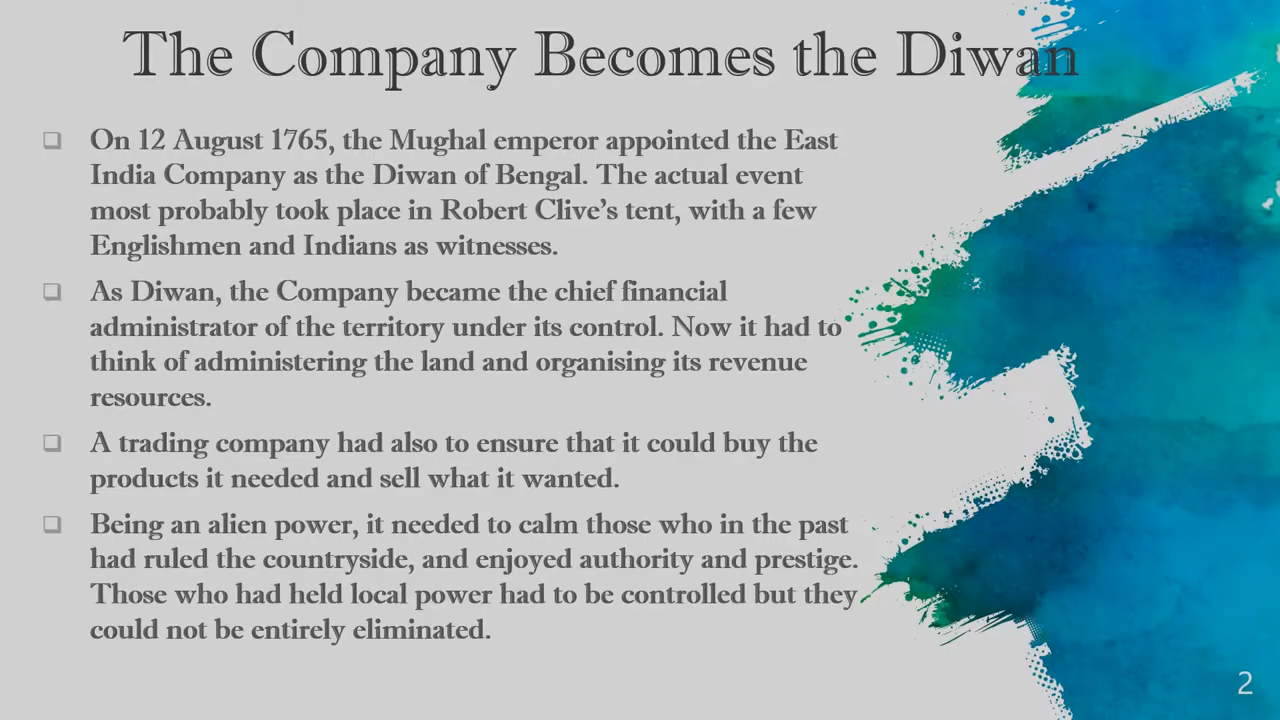 The Company Becomes the Diwan
On 12 August 1765, the Mughal emperor appointed the East
India Company as the Diwan of Bengal. The actual event
most probably took place in Robert Clive’s tent, with a few
Englishmen and Indians as witnesses.
As Diwan, the Company became the chief financial
administrator of the territory under its control. Now it had to
think of administering the land and organising its revenue
resources.
A trading company had also to ensure that it could buy the
products it needed and sell what it wanted.
Being an alien power, it needed to calm those who in the past
had ruled the countryside, and enjoyed authority and prestige.
Those who had held local power had to be controlled but they
could not be entirely eliminated.
2